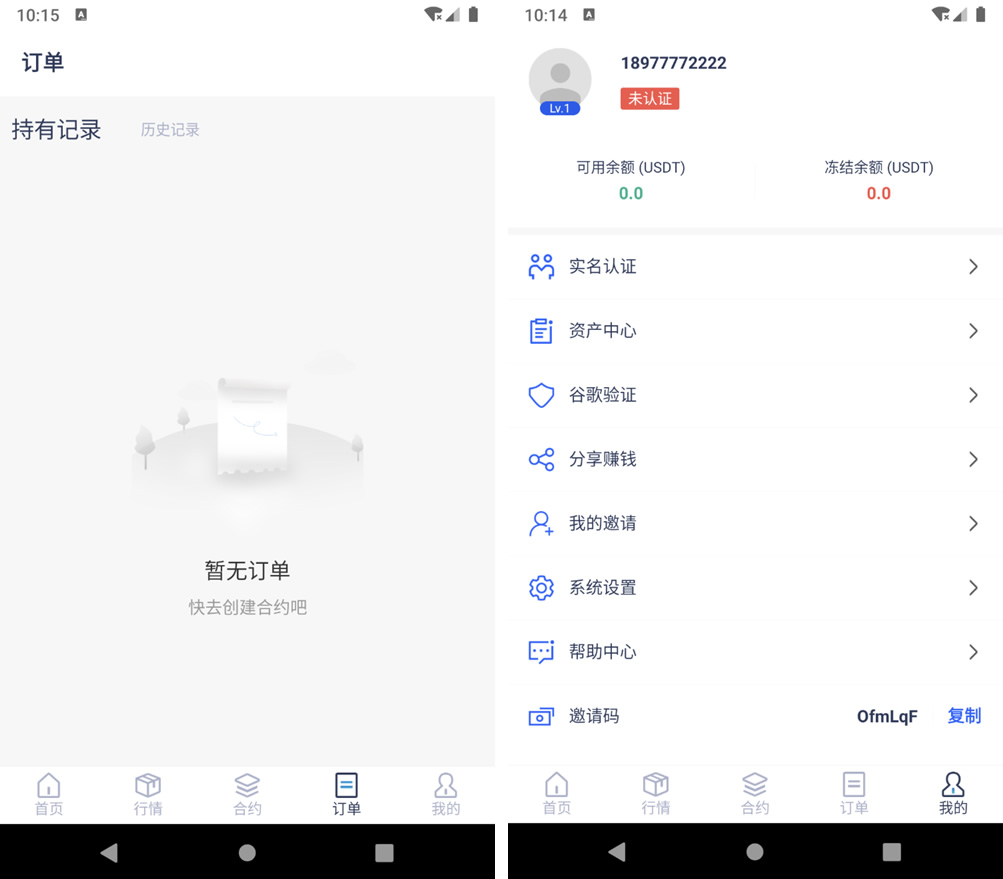 10:15
订单
持有记录
历史记录
暂无订单
快去创建合约吧
首页
行情
合约
订单
我的
10:14
18977772222
未认证
Lv.1
可用余额 (USDT)
0.0
冻结余额 (USDT)
0.0
实名认证
资产中心
谷歌验证
分享赚钱
我的邀请
系统设置
帮助中心
邀请码
OfmLqF
复制
首页
行情
合约
订单
我的